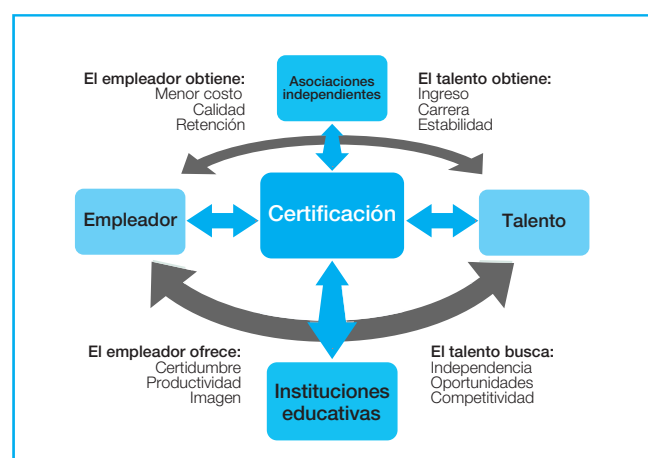 El empleador obtiene:
Menor costo
Calidad
Retención
Asociaciones
independientes
El talento obtiene:
Ingreso
Carrera
Estabilidad
Empleador
Certificación
Talento
El empleador ofrece:
Certidumbre
Productividad
Imagen
Instituciones
educativas
El talento busca:
Independencia
Oportunidades
Competitividad